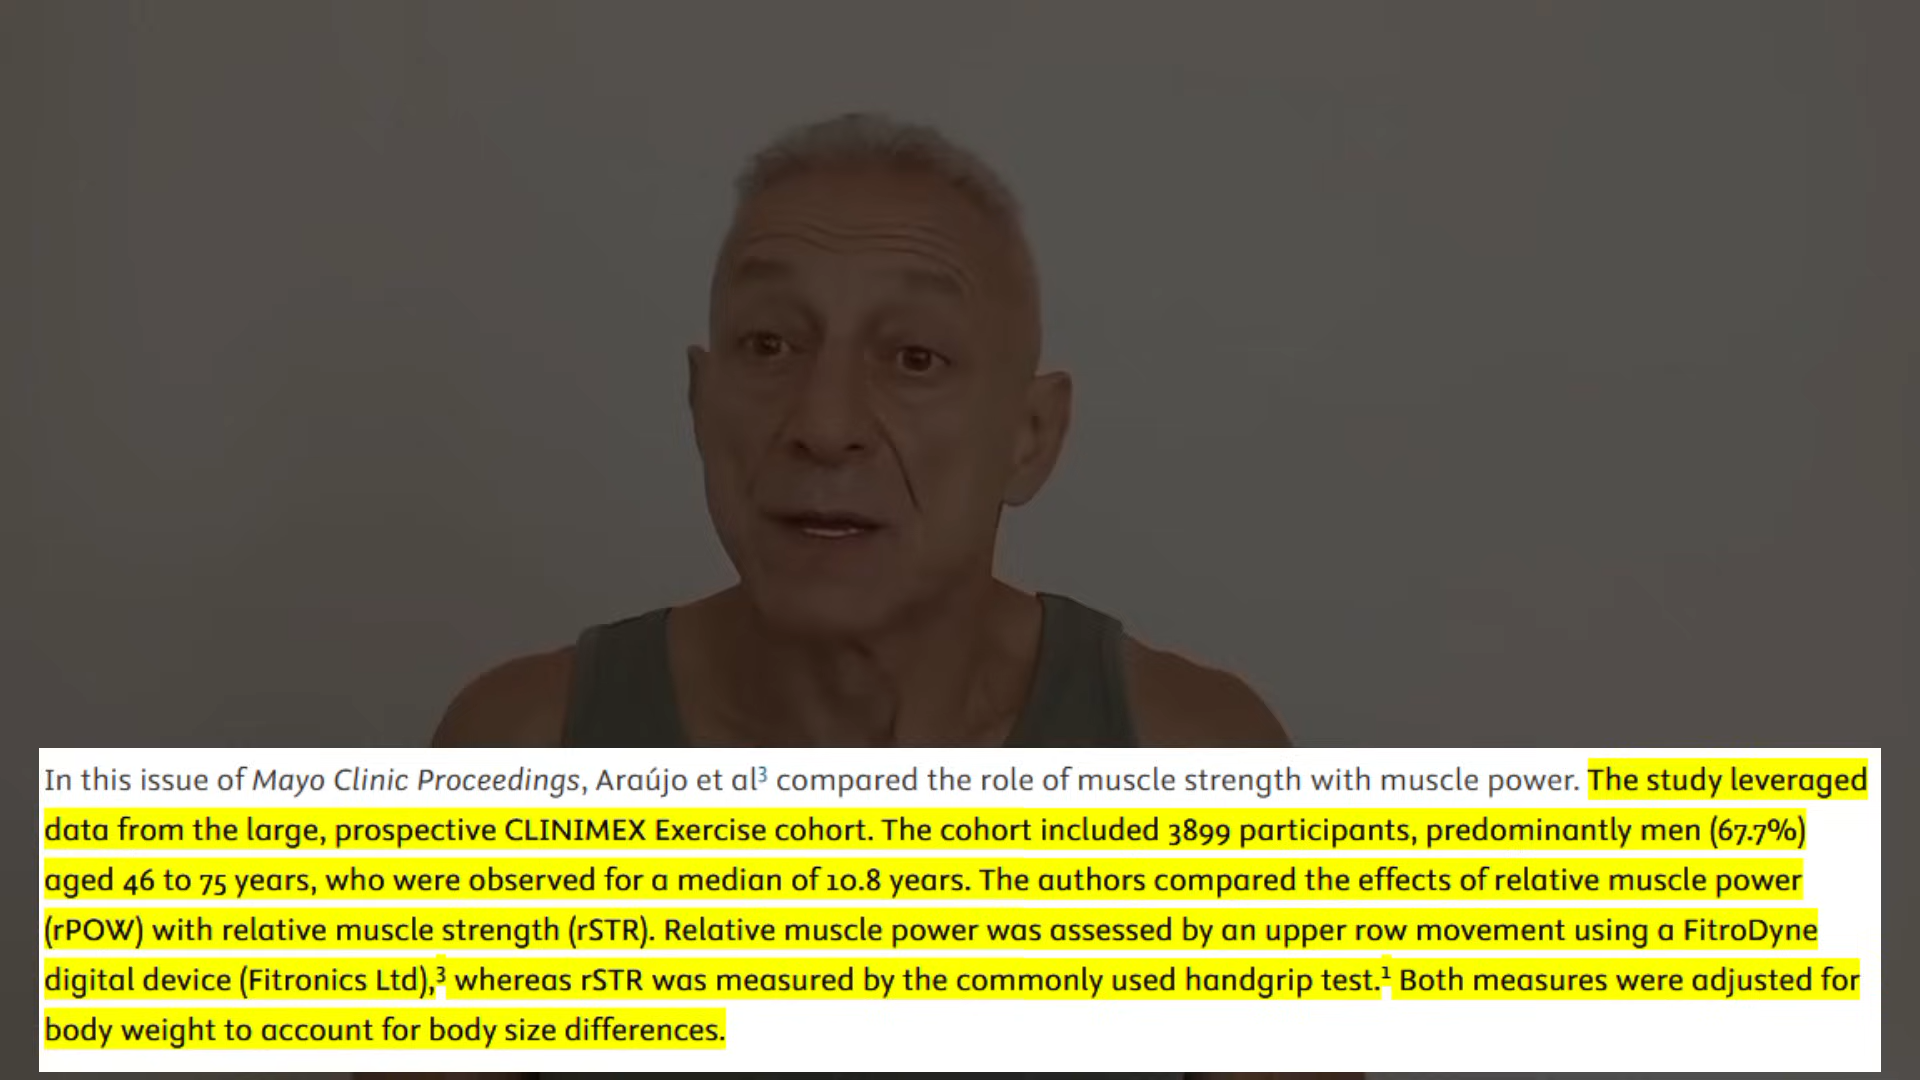 In this issue of Mayo Clinic Proceedings, Araújo et al³ compared the role of muscle strength with muscle power. The study leveraged
data from the large, prospective CLINIMEX Exercise cohort. The cohort included 3899 participants, predominantly men (67.7%)
aged 46 to 75 years, who were observed for a median of 10.8 years. The authors compared the effects of relative muscle power
(rPOW) with relative muscle strength (rSTR). Relative muscle power was assessed by an upper row movement using a FitroDyne
digital device (Fitronics Ltd),³ whereas rSTR was measured by the commonly used handgrip test.¹ Both measures were adjusted for
body weight to account for body size differences.